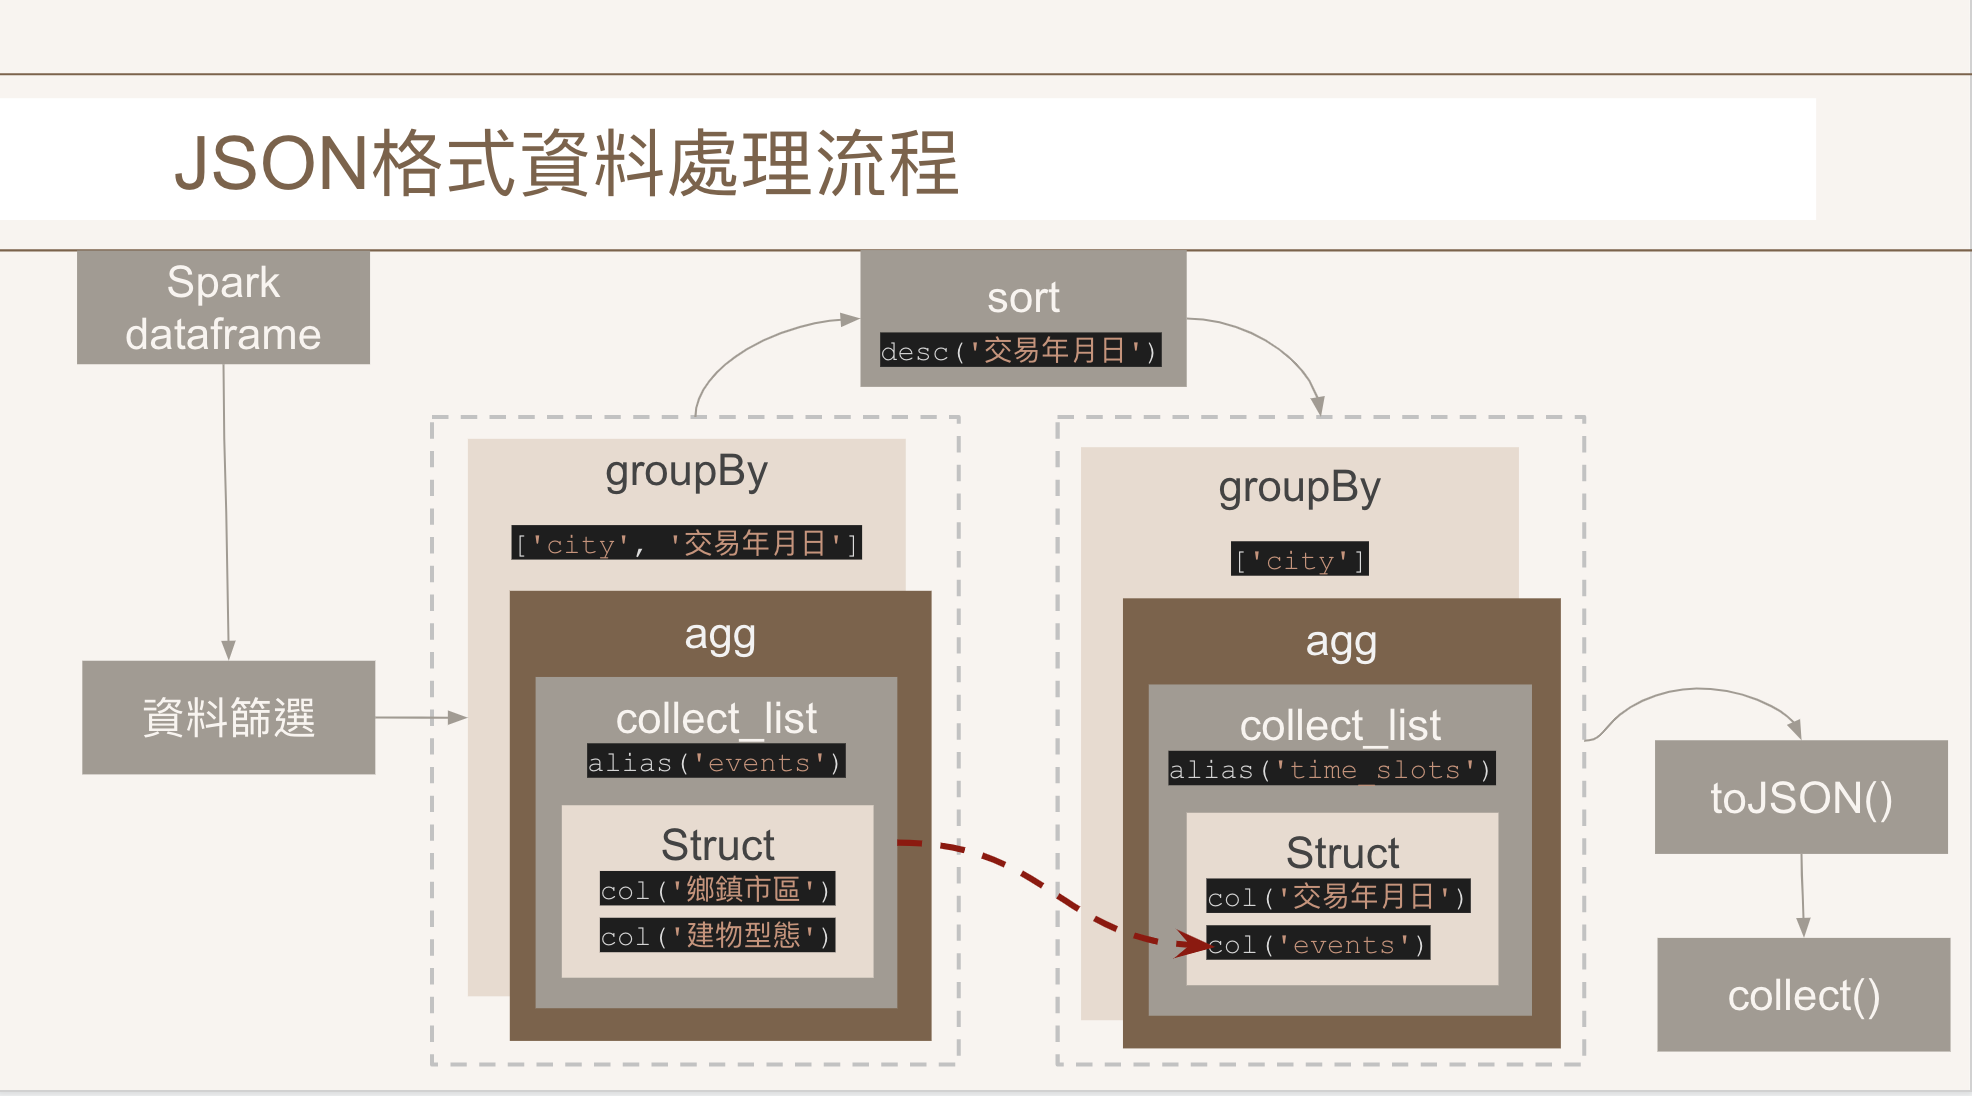 JSON格式資料處理流程
Spark
dataframe
資料篩選
groupBy
['city', '交易年月日']
agg
collect_list
alias('events')
Struct
col('鄉鎮市區')
col('建物型態')
sort
desc('交易年月日')
groupBy
['city']
agg
collect_list
alias('time_slots')
Struct
col('交易年月日')
col('events')
toJSON()
collect()